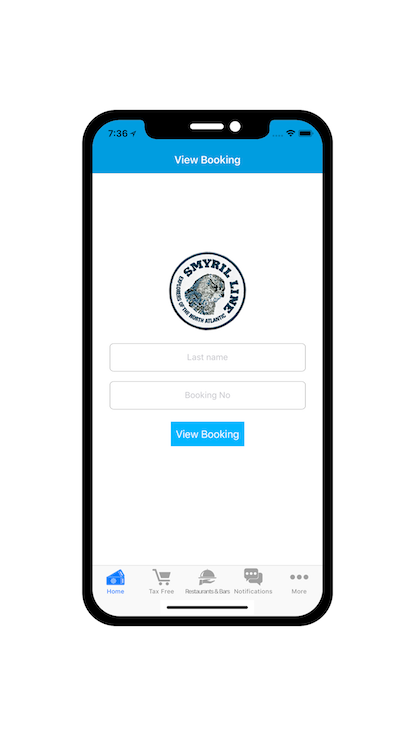 7:36
View Booking
SMYRIL LINE
EXPLORERS OF THE NORTH ATLANTIC
Last name
Booking No
View Booking
Home
Tax Free
Restaurants & Bars
Notifications
More